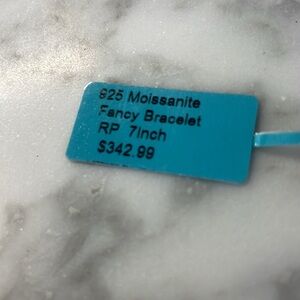 925 Moissanite
Fancy Bracelet
RP 7Inch
$342.99